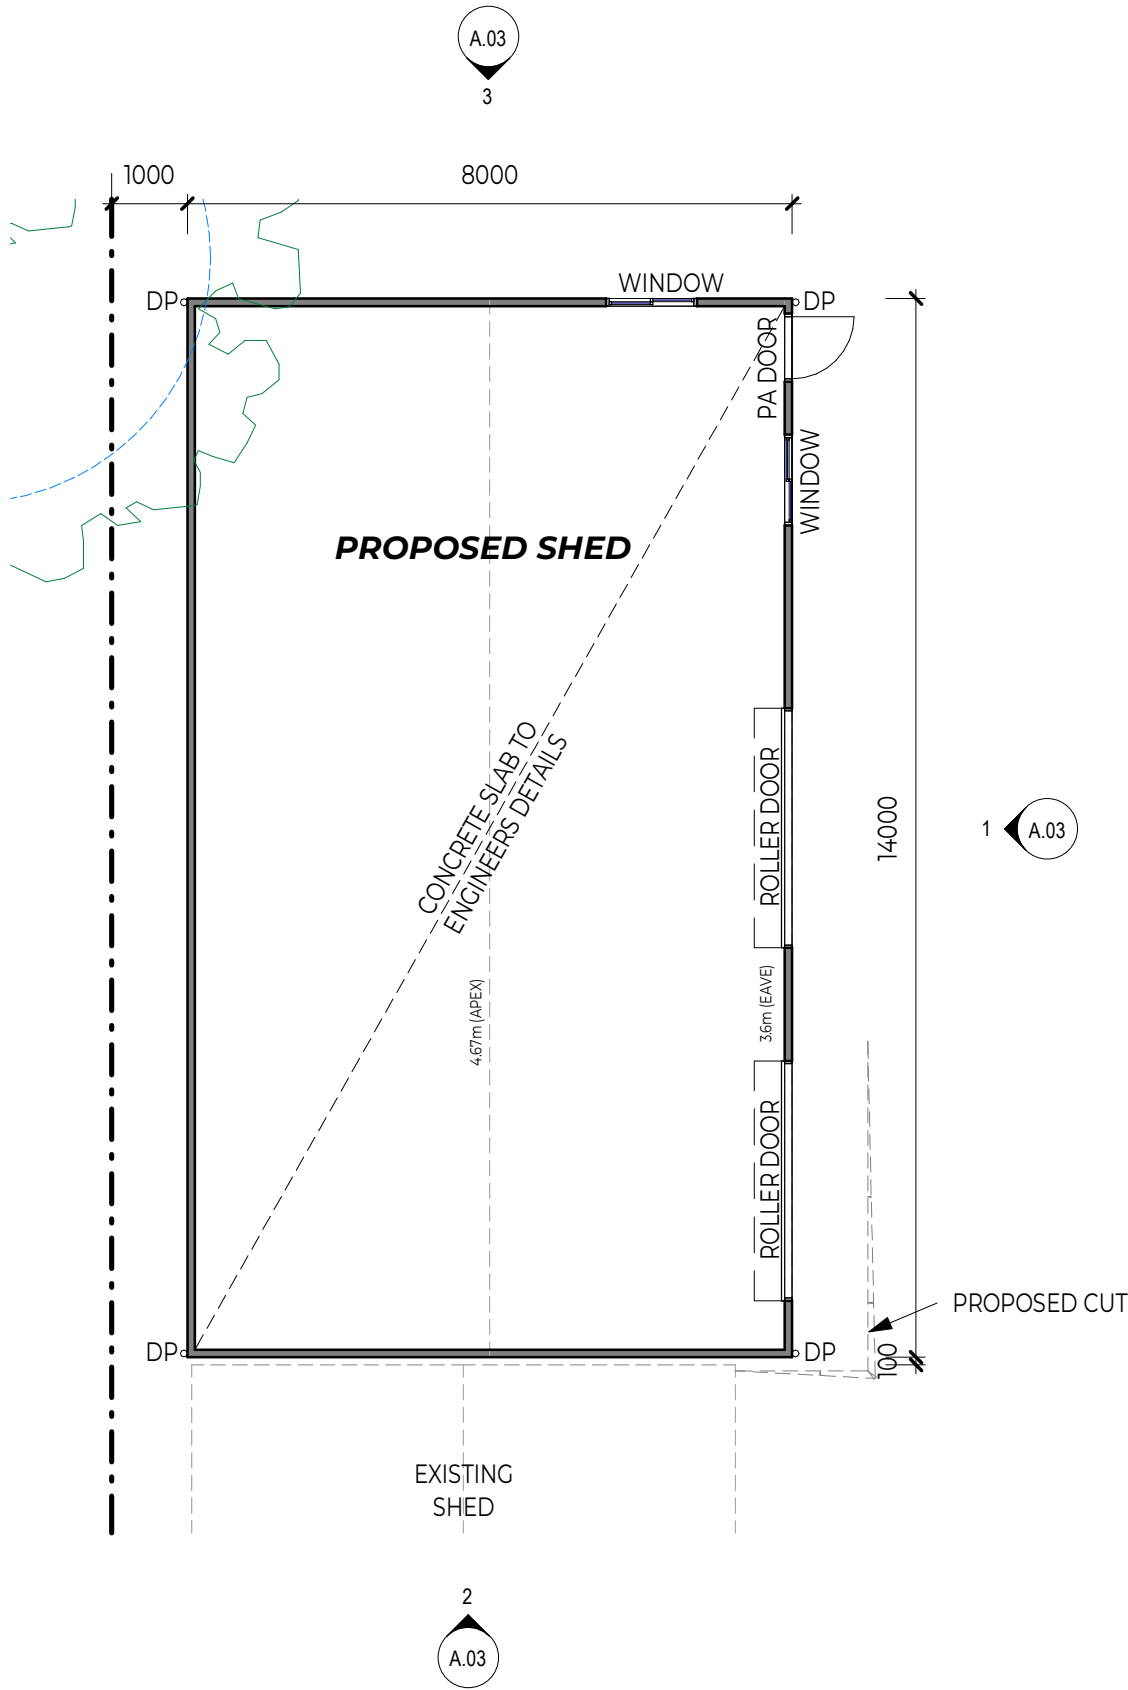 A.03
3
1000
8000
WINDOW
DP
DP
PA DOOR
WINDOW
PROPOSED SHED
CONCRETE SLAB TO
ENGINEERS DETAILS
ROLLER DOOR
14000
1
A.03
4.67m (APEX)
3.6m (EAVE)
ROLLER DOOR
PROPOSED CUT
DP
DP
100
EXISTING
SHED
2
A.03